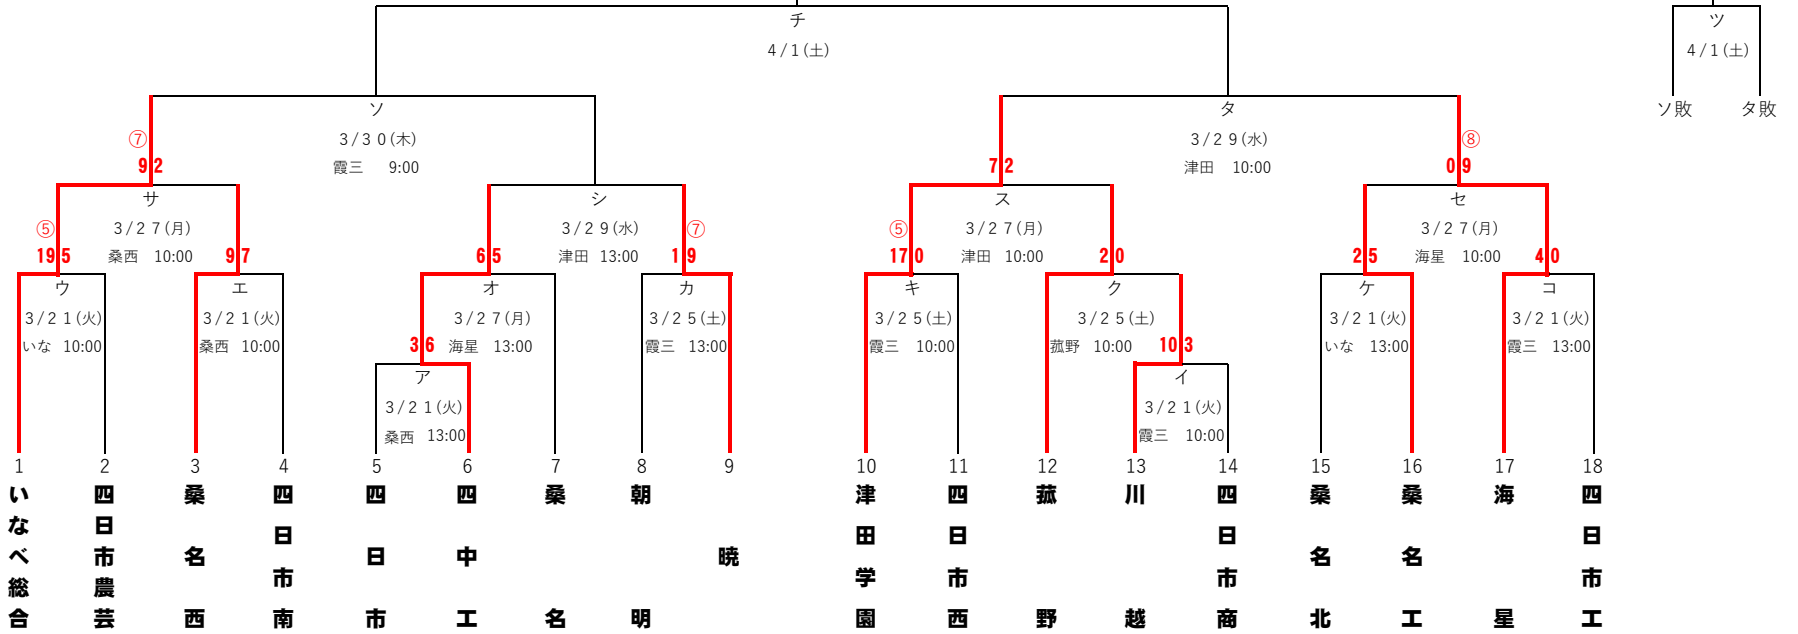 チ
4/1(土)
ツ
4/1(土)
ソ敗 タ敗
ソ
3/30(木)
霞三 9:00
タ
3/29(水)
津田 10:00
⑦
9 2
7 2
⑧
0 9
サ
3/27(月)
桑西 10:00
シ
3/29(水)
津田 13:00
ス
3/27(月)
津田 10:00
セ
3/27(月)
海星 10:00
⑤
19 5
9 7
6 5
⑦
1 9
⑤
17 0
2 0
2 5
4 0
ウ
3/21(火)
いな 10:00
エ
3/21(火)
桑西 10:00
オ
3/27(月)
海星 13:00
カ
3/25(土)
霞三 13:00
キ
3/25(土)
霞三 10:00
ク
3/25(土)
菰野 10:00
ケ
3/21(火)
いな 13:00
コ
3/21(火)
霞三 13:00
3 6
ア
3/21(火)
桑西 13:00
10 3
イ
3/21(火)
霞三 10:00
1 2 3 4 5 6 7 8 9 10 11 12 13 14 15 16 17 18
いなべ総合
四日市農芸
桑名西
四日市南
四日市
四中工
桑名
朝明
暁
津田学園
四日市西
菰野
川越
四日市商
桑名北
桑名工
海星
四日市工